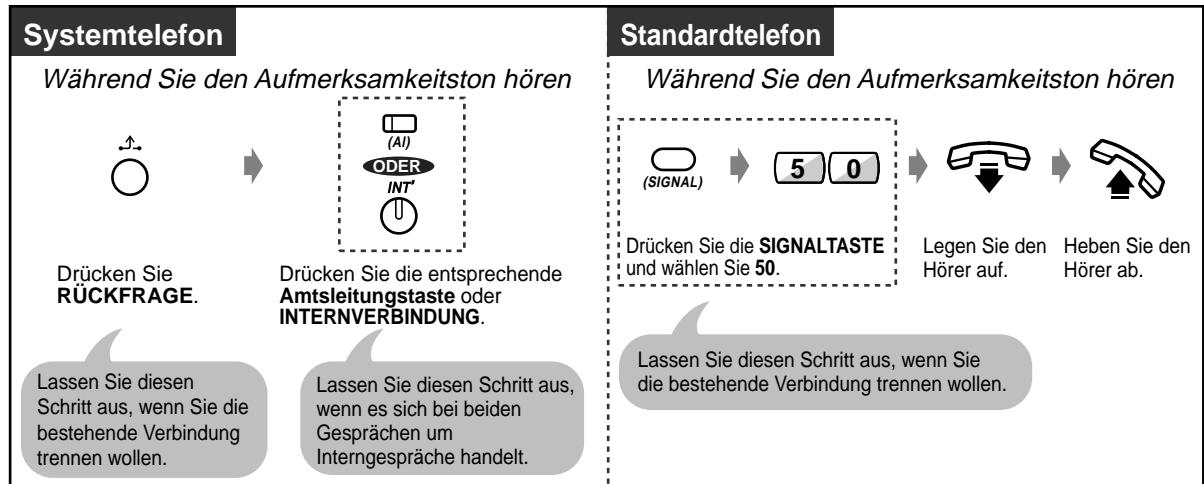 Systemtelefon
Während Sie den Aufmerksamkeitston hören
(AI)
ODER
INT'
Drücken Sie
RÜCKFRAGE.
Drücken Sie die entsprechende
Amtsleitungstaste oder
INTERNVERBINDUNG.
Lassen Sie diesen
Schritt aus, wenn Sie die
bestehende Verbindung
trennen wollen.
Lassen Sie diesen Schritt aus,
wenn es sich bei beiden
Gesprächen um
Interngespräche handelt.
Standardtelefon
Während Sie den Aufmerksamkeitston hören
(SIGNAL)
5 0
Drücken Sie die SIGNALTASTE
und wählen Sie 50.
Legen Sie den
Hörer auf.
Heben Sie den
Hörer ab.
Lassen Sie diesen Schritt aus, wenn Sie
die bestehende Verbindung trennen wollen.